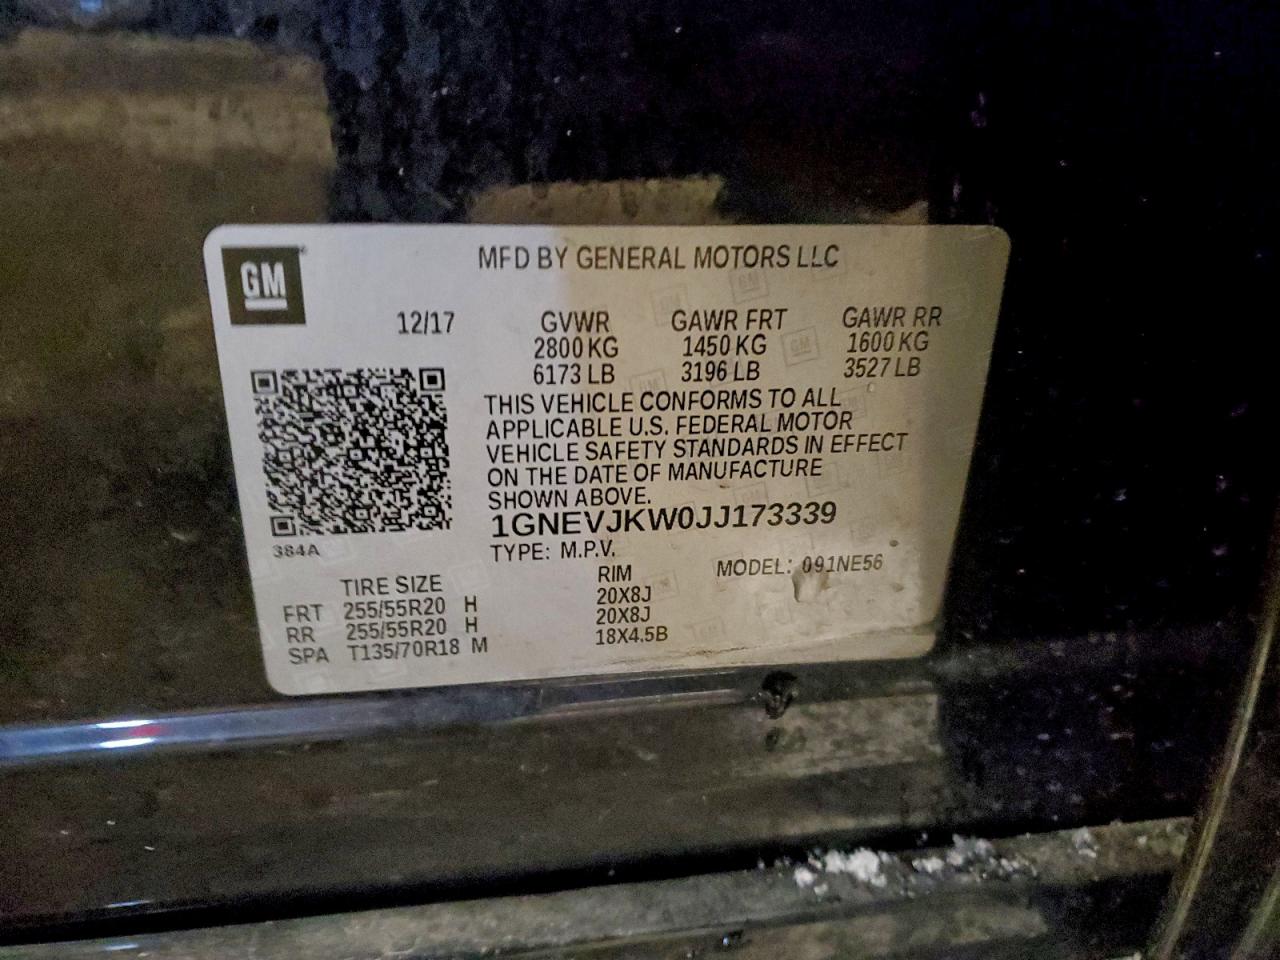 GM
MFD BY GENERAL MOTORS LLC
12/17 GVWR GAWR FRT GAWR RR
2800 KG 1450 KG 1600 KG
6173 LB 3196 LB 3527 LB
THIS VEHICLE CONFORMS TO ALL
APPLICABLE U.S. FEDERAL MOTOR
VEHICLE SAFETY STANDARDS IN EFFECT
ON THE DATE OF MANUFACTURE
SHOWN ABOVE.
1GNEVJKW0JJ173339
384A
TYPE: M.P.V. MODEL: 091NE56
TIRE SIZE RIM
FRT 255/55R20 H 20X8J
RR 255/55R20 H 20X8J
SPA T135/70R18 M 18X4.5B